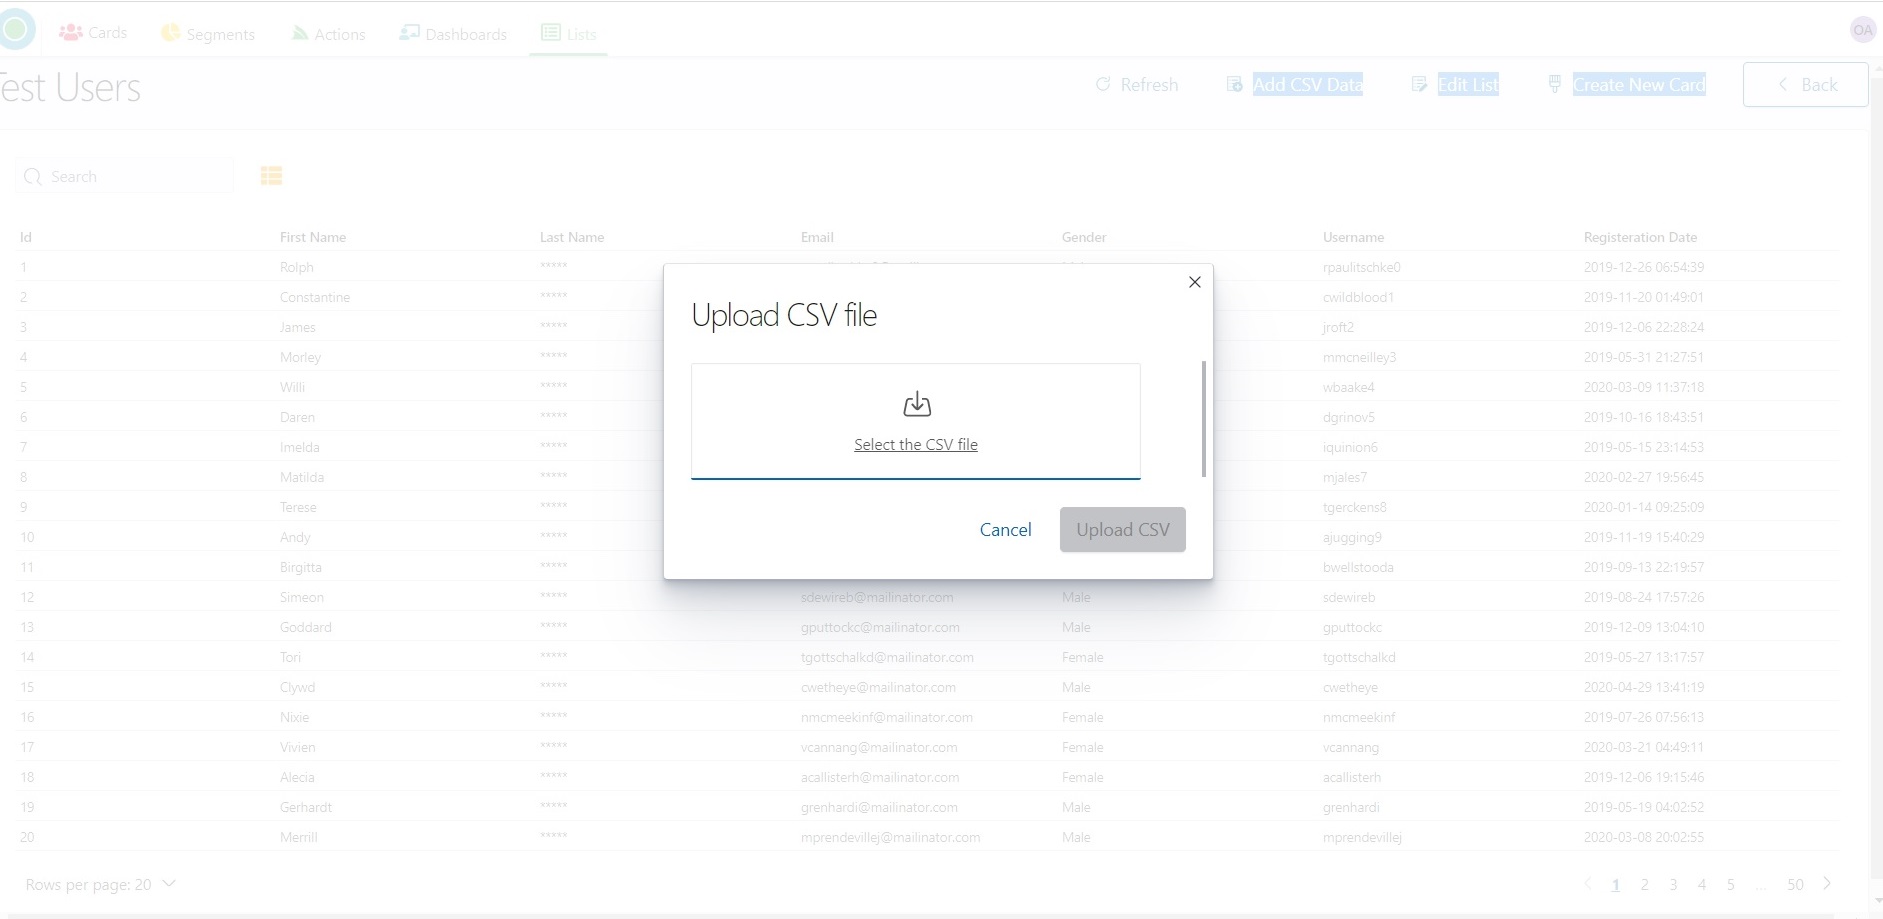 Cards Segments Actions Dashboards Lists OA
Test Users Refresh Add CSV Data Edit List Create New Card Back
Search
Id First Name Last Name Email Gender Username Registeration Date
1 Rolph ***** rpaulitschke0 2019-12-26 06:54:39
2 Constantine ***** cwildblood1 2019-11-20 01:49:01
3 James ***** jroft2 2019-12-06 22:28:24
4 Morley ***** mmcneilley3 2019-05-31 21:27:51
5 Willi ***** wbaake4 2020-03-09 11:37:18
6 Daren ***** dgrinov5 2019-10-16 18:43:51
7 Imelda ***** iquinion6 2019-05-15 23:14:53
8 Matilda ***** mjales7 2020-02-27 19:56:45
9 Terese ***** tgerckens8 2020-01-14 09:25:09
10 Andy ***** ajugging9 2019-11-19 15:40:29
11 Birgitta ***** bwellstooda 2019-09-13 22:19:57
12 Simeon ***** sdewireb@mailinator.com Male sdewireb 2019-08-24 17:57:26
13 Goddard ***** gputtockc@mailinator.com Male gputtockc 2019-12-09 13:04:10
14 Tori ***** tgottschalkd@mailinator.com Female tgottschalkd 2019-05-27 13:17:57
15 Clywd ***** cwetheye@mailinator.com Male cwetheye 2020-04-29 13:41:19
16 Nixie ***** nmcmeekinf@mailinator.com Female nmcmeekinf 2019-07-26 07:56:13
17 Vivien ***** vcannang@mailinator.com Female vcannang 2020-03-21 04:49:11
18 Alecia ***** acallisterh@mailinator.com Female acallisterh 2019-12-06 19:15:46
19 Gerhardt ***** grenhardi@mailinator.com Male grenhardi 2019-05-19 04:02:52
20 Merrill ***** mprendevillej@mailinator.com Male mprendevillej 2020-03-08 20:02:55
Rows per page: 20 1 2 3 4 5 ... 50
Upload CSV file
Select the CSV file
Cancel Upload CSV